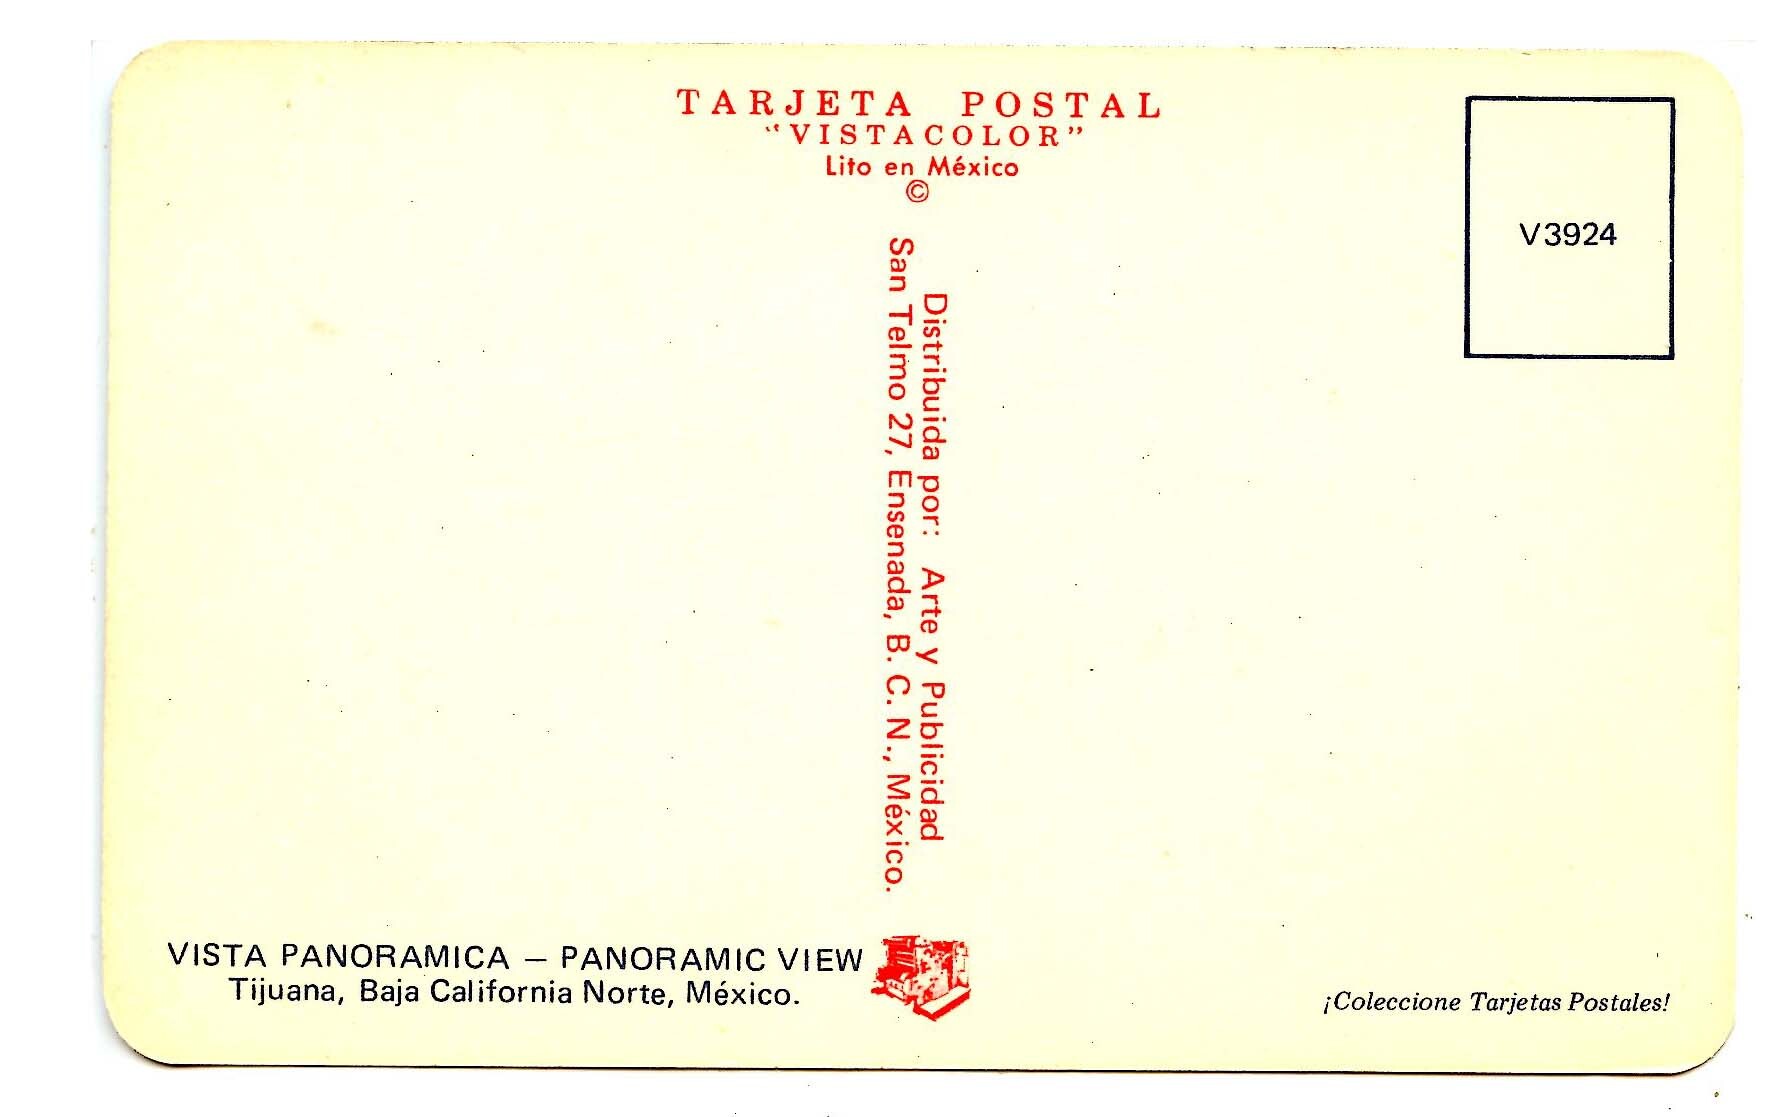 TARJETA POSTAL
"VISTACOLOR"
Lito en México
©
V3924
Distribuida por: Arte y Publicidad
San Telmo 27, Ensenada, B. C. N., México.
VISTA PANORAMICA — PANORAMIC VIEW
Tijuana, Baja California Norte, México.
¡Coleccione Tarjetas Postales!